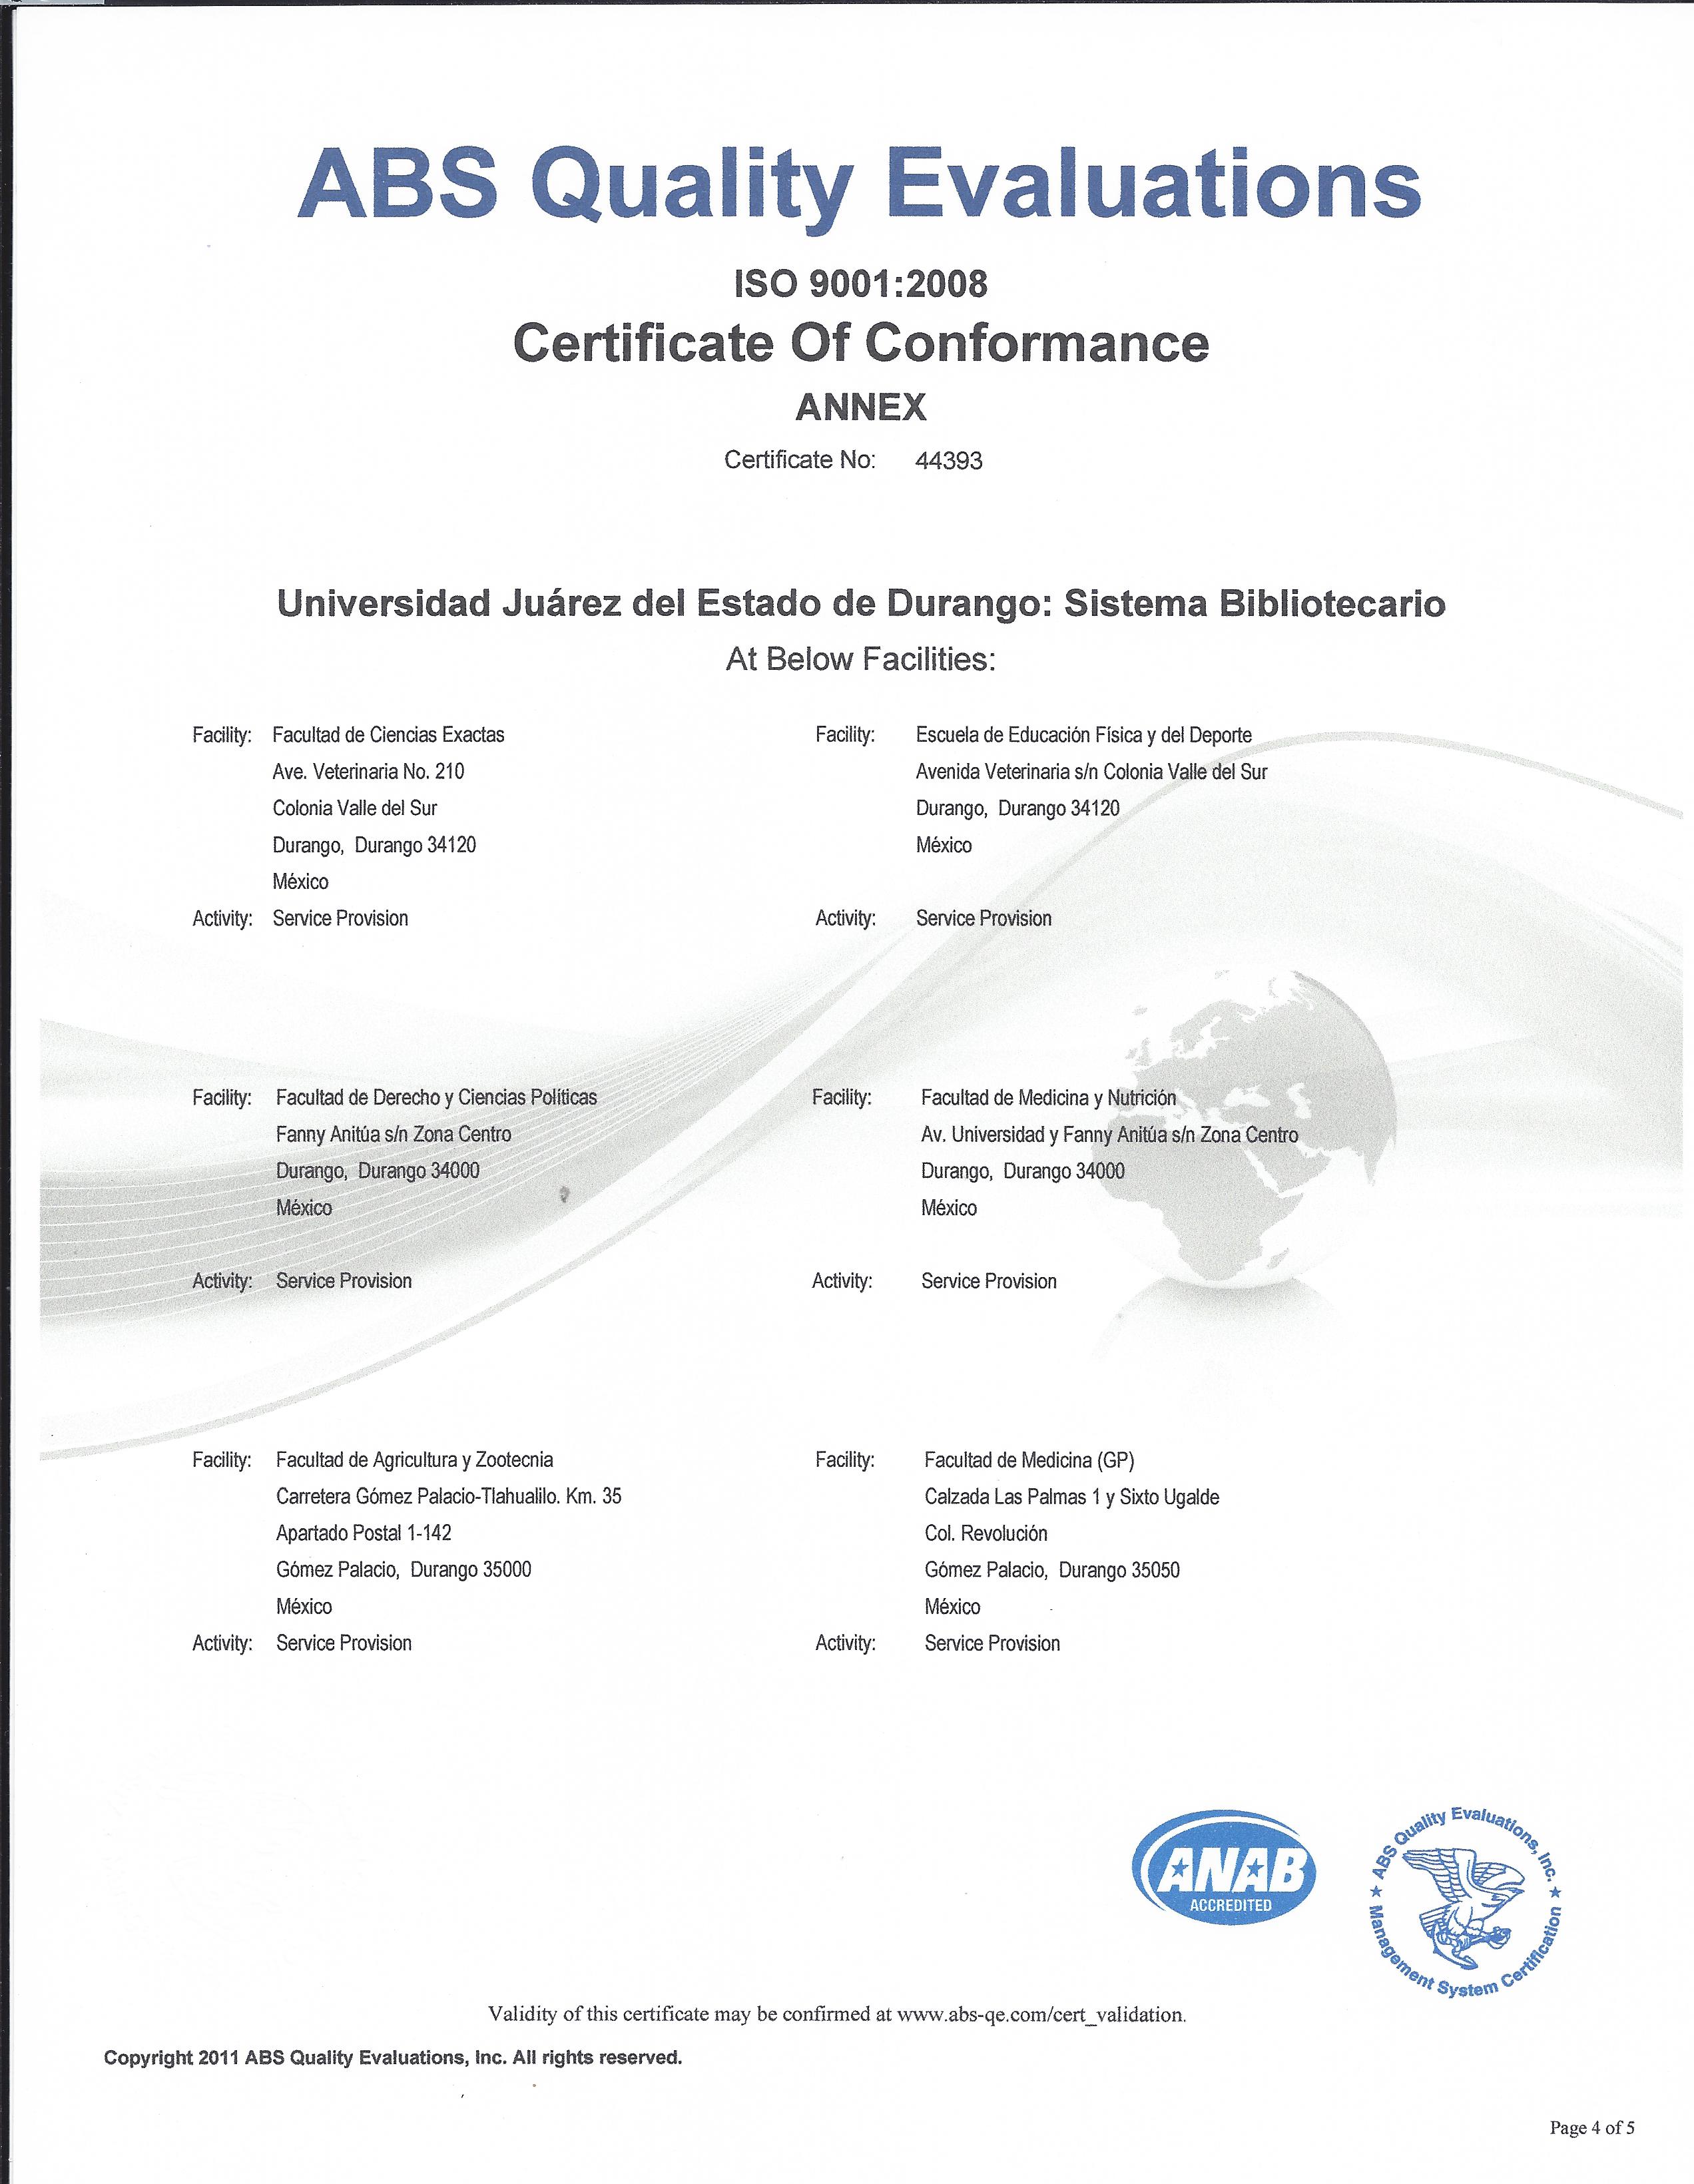 ABS Quality Evaluations
ISO 9001:2008
Certificate Of Conformance
ANNEX
Certificate No: 44393
Universidad Juárez del Estado de Durango: Sistema Bibliotecario
At Below Facilities:
Facility: Facultad de Ciencias Exactas
Ave. Veterinaria No. 210
Colonia Valle del Sur
Durango, Durango 34120
México
Activity: Service Provision
Facility: Escuela de Educación Física y del Deporte
Avenida Veterinaria s/n Colonia Valle del Sur
Durango, Durango 34120
México
Activity: Service Provision
Facility: Facultad de Derecho y Ciencias Políticas
Fanny Anitúa s/n Zona Centro
Durango, Durango 34000
México
Activity: Service Provision
Facility: Facultad de Medicina y Nutrición
Av. Universidad y Fanny Anitúa s/n Zona Centro
Durango, Durango 34000
México
Activity: Service Provision
Facility: Facultad de Agricultura y Zootecnia
Carretera Gómez Palacio-Tlahualilo. Km. 35
Apartado Postal 1-142
Gómez Palacio, Durango 35000
México
Activity: Service Provision
Facility: Facultad de Medicina (GP)
Calzada Las Palmas 1 y Sixto Ugalde
Col. Revolución
Gómez Palacio, Durango 35050
México
Activity: Service Provision
ANAB
ACCREDITED
ABS Quality Evaluations, Inc.
Management System Certification
Validity of this certificate may be confirmed at www.abs-qe.com/cert_validation.
Copyright 2011 ABS Quality Evaluations, Inc. All rights reserved.
Page 4 of 5